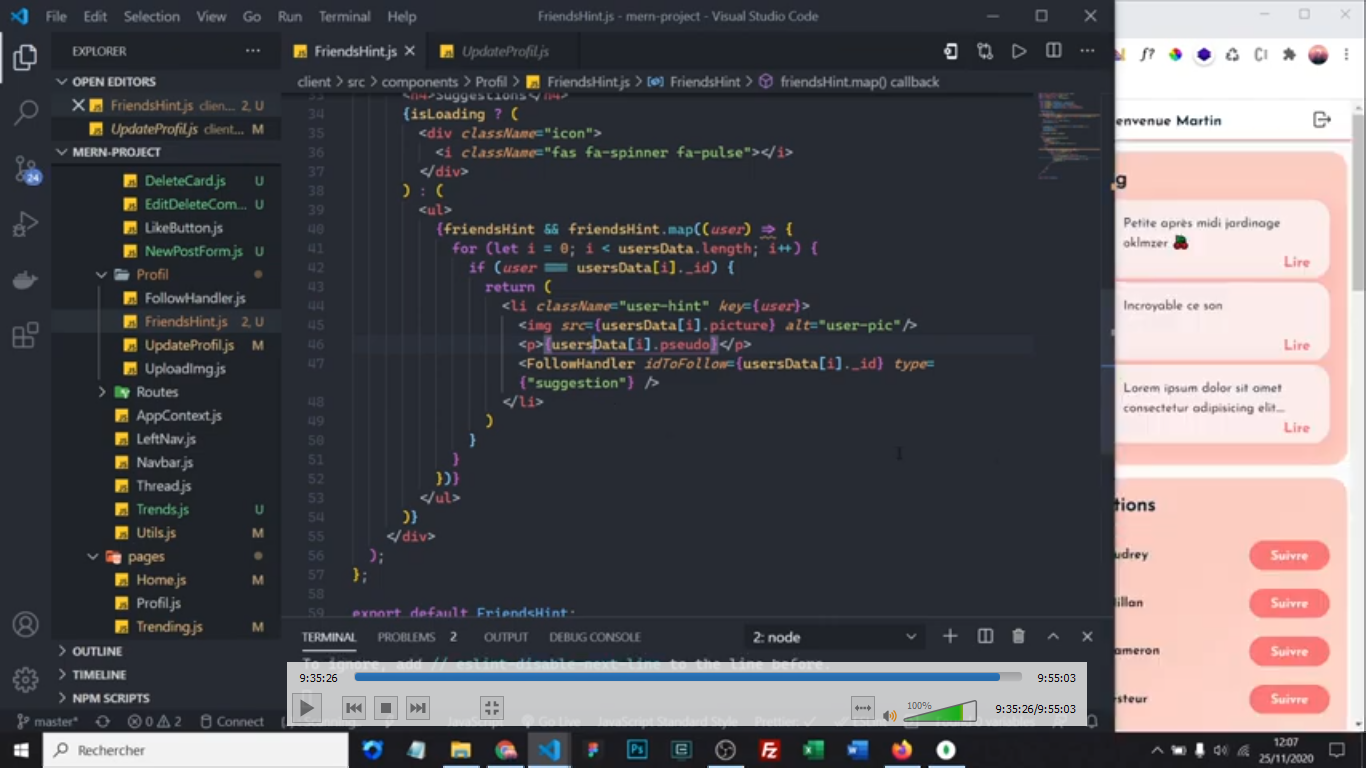 File Edit Selection View Go Run Terminal Help
FriendsHint.js - mern-project - Visual Studio Code
EXPLORER
OPEN EDITORS
FriendsHint.js clien... 2, U
UpdateProfil.js client... M
MERN-PROJECT
DeleteCard.js U
EditDeleteCom... U
LikeButton.js
NewPostForm.js U
Profil
FollowHandler.js
FriendsHint.js 2, U
UpdateProfil.js M
UploadImg.js
Routes
AppContext.js
LeftNav.js
Navbar.js
Thread.js
Trends.js U
Utils.js M
pages
Home.js M
Profil.js
Trending.js M
OUTLINE
TIMELINE
NPM SCRIPTS
FriendsHint.js UpdateProfil.js
client > src > components > Profil > FriendsHint.js > FriendsHint > friendsHint.map() callback
33 <h4>Suggestions</h4>
34 {isLoading ? (
35 <div className="icon">
36 <i className="fas fa-spinner fa-pulse"></i>
37 </div>
38 ) : (
39 <ul>
40 {friendsHint && friendsHint.map((user) => {
41 for (let i = 0; i < usersData.length; i++) {
42 if (user === usersData[i]._id) {
43 return (
44 <li className="user-hint" key={user}>
45 <img src={usersData[i].picture} alt="user-pic"/>
46 <p>{usersData[i].pseudo}</p>
47 <FollowHandler idToFollow={usersData[i]._id} type=
{"suggestion"} />
48 </li>
49 )
50 }
51 }
52 })}
53 </ul>
54 )}
55 </div>
56 );
57 };
58
59 export default FriendsHint;
TERMINAL PROBLEMS 2 OUTPUT DEBUG CONSOLE 2: node
To ignore, add // eslint-disable-next-line to the line before.
9:35:26 9:55:03
100% 9:35:26/9:55:03
master* 0 2 Connect JavaScript Go Live JavaScript Standard Style Prettier
24
f?
envenue Martin
g
Petite après midi jardinage
oklmzer 🍒
Lire
Incroyable ce son
Lire
Lorem ipsum dolor sit amet
consectetur adipisicing elit...
Lire
tions
udrey Suivre
illan Suivre
ameron Suivre
steur Suivre
Rechercher
Ps
Fz
12:07
25/11/2020